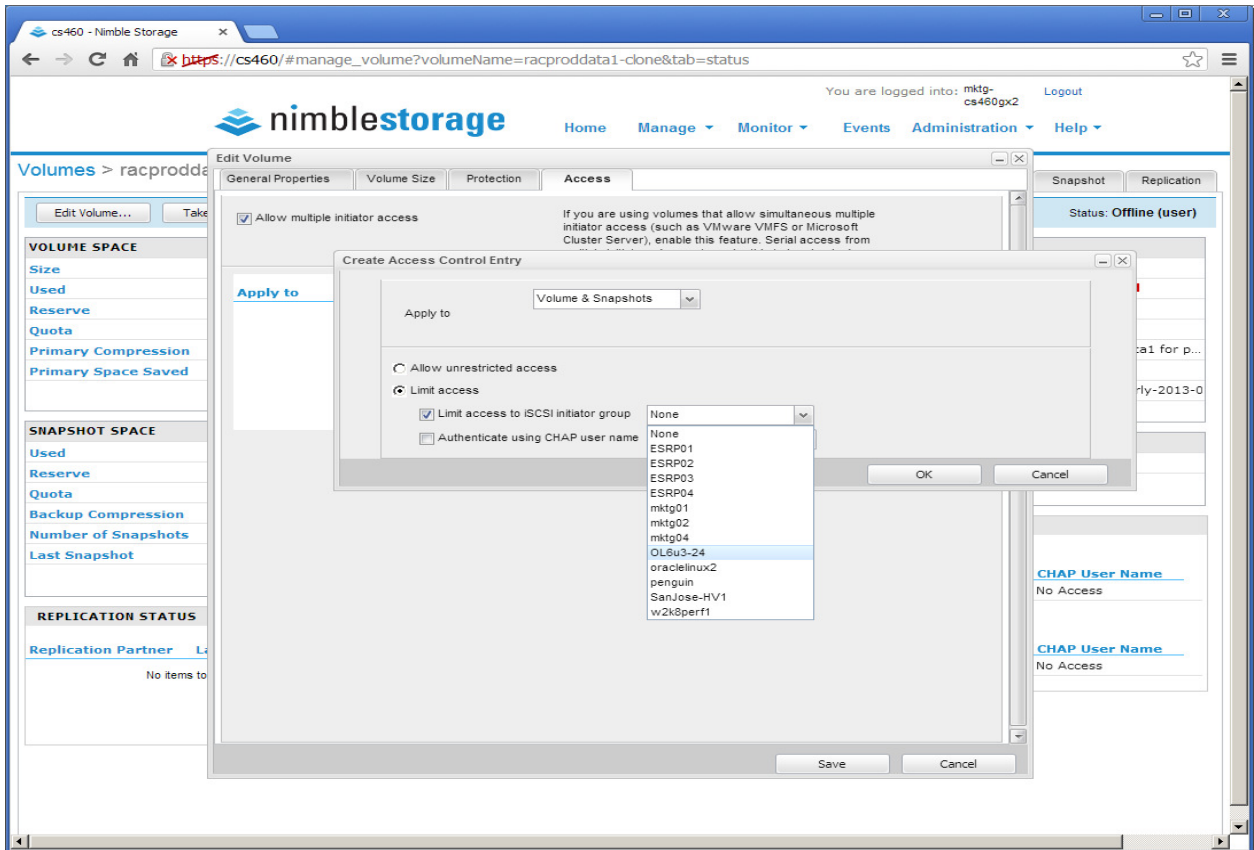 cs460 - Nimble Storage
https://cs460/#manage_volume?volumeName=racproddata1-clone&tab=status
You are logged into: mktg-cs460gx2 Logout
nimblestorage
Home Manage Monitor Events Administration Help
Volumes > racprodda
Edit Volume
General Properties Volume Size Protection Access
Snapshot Replication
Edit Volume... Take
Status: Offline (user)
Allow multiple initiator access
If you are using volumes that allow simultaneous multiple
initiator access (such as VMware VMFS or Microsoft
Cluster Server), enable this feature. Serial access from
VOLUME SPACE
Size
Used
Reserve
Quota
Primary Compression
Primary Space Saved
Apply to
Create Access Control Entry
Apply to
Volume & Snapshots
Allow unrestricted access
Limit access
Limit access to iSCSI initiator group
None
Authenticate using CHAP user name
None
ESRP01
ESRP02
ESRP03
ESRP04
mktg01
mktg02
mktg04
OL6u3-24
oraclelinux2
penguin
SanJose-HV1
w2k8perf1
OK Cancel
ta1 for p...
rly-2013-0
SNAPSHOT SPACE
Used
Reserve
Quota
Backup Compression
Number of Snapshots
Last Snapshot
CHAP User Name
No Access
REPLICATION STATUS
Replication Partner La
No items to
CHAP User Name
No Access
Save Cancel